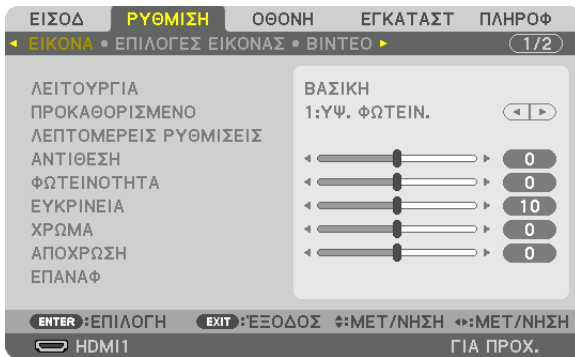 ΕΙΣΟΔ ΡΥΘΜΙΣΗ ΟΘΟΝΗ ΕΓΚΑΤΑΣΤ ΠΛΗΡΟΦ
ΕΙΚΟΝΑ • ΕΠΙΛΟΓΕΣ ΕΙΚΟΝΑΣ • ΒΙΝΤΕΟ 1/2
ΛΕΙΤΟΥΡΓΙΑ ΒΑΣΙΚΗ
ΠΡΟΚΑΘΟΡΙΣΜΕΝΟ 1:ΥΨ. ΦΩΤΕΙΝ.
ΛΕΠΤΟΜΕΡΕΙΣ ΡΥΘΜΙΣΕΙΣ
ΑΝΤΙΘΕΣΗ 0
ΦΩΤΕΙΝΟΤΗΤΑ 0
ΕΥΚΡΙΝΕΙΑ 10
ΧΡΩΜΑ 0
ΑΠΟΧΡΩΣΗ 0
ΕΠΑΝΑΦ
ENTER:ΕΠΙΛΟΓΗ EXIT:ΈΞΟΔΟΣ :ΜΕΤ/ΝΗΣΗ :ΜΕΤ/ΝΗΣΗ
HDMI1 ΓΙΑ ΠΡΟΧ.